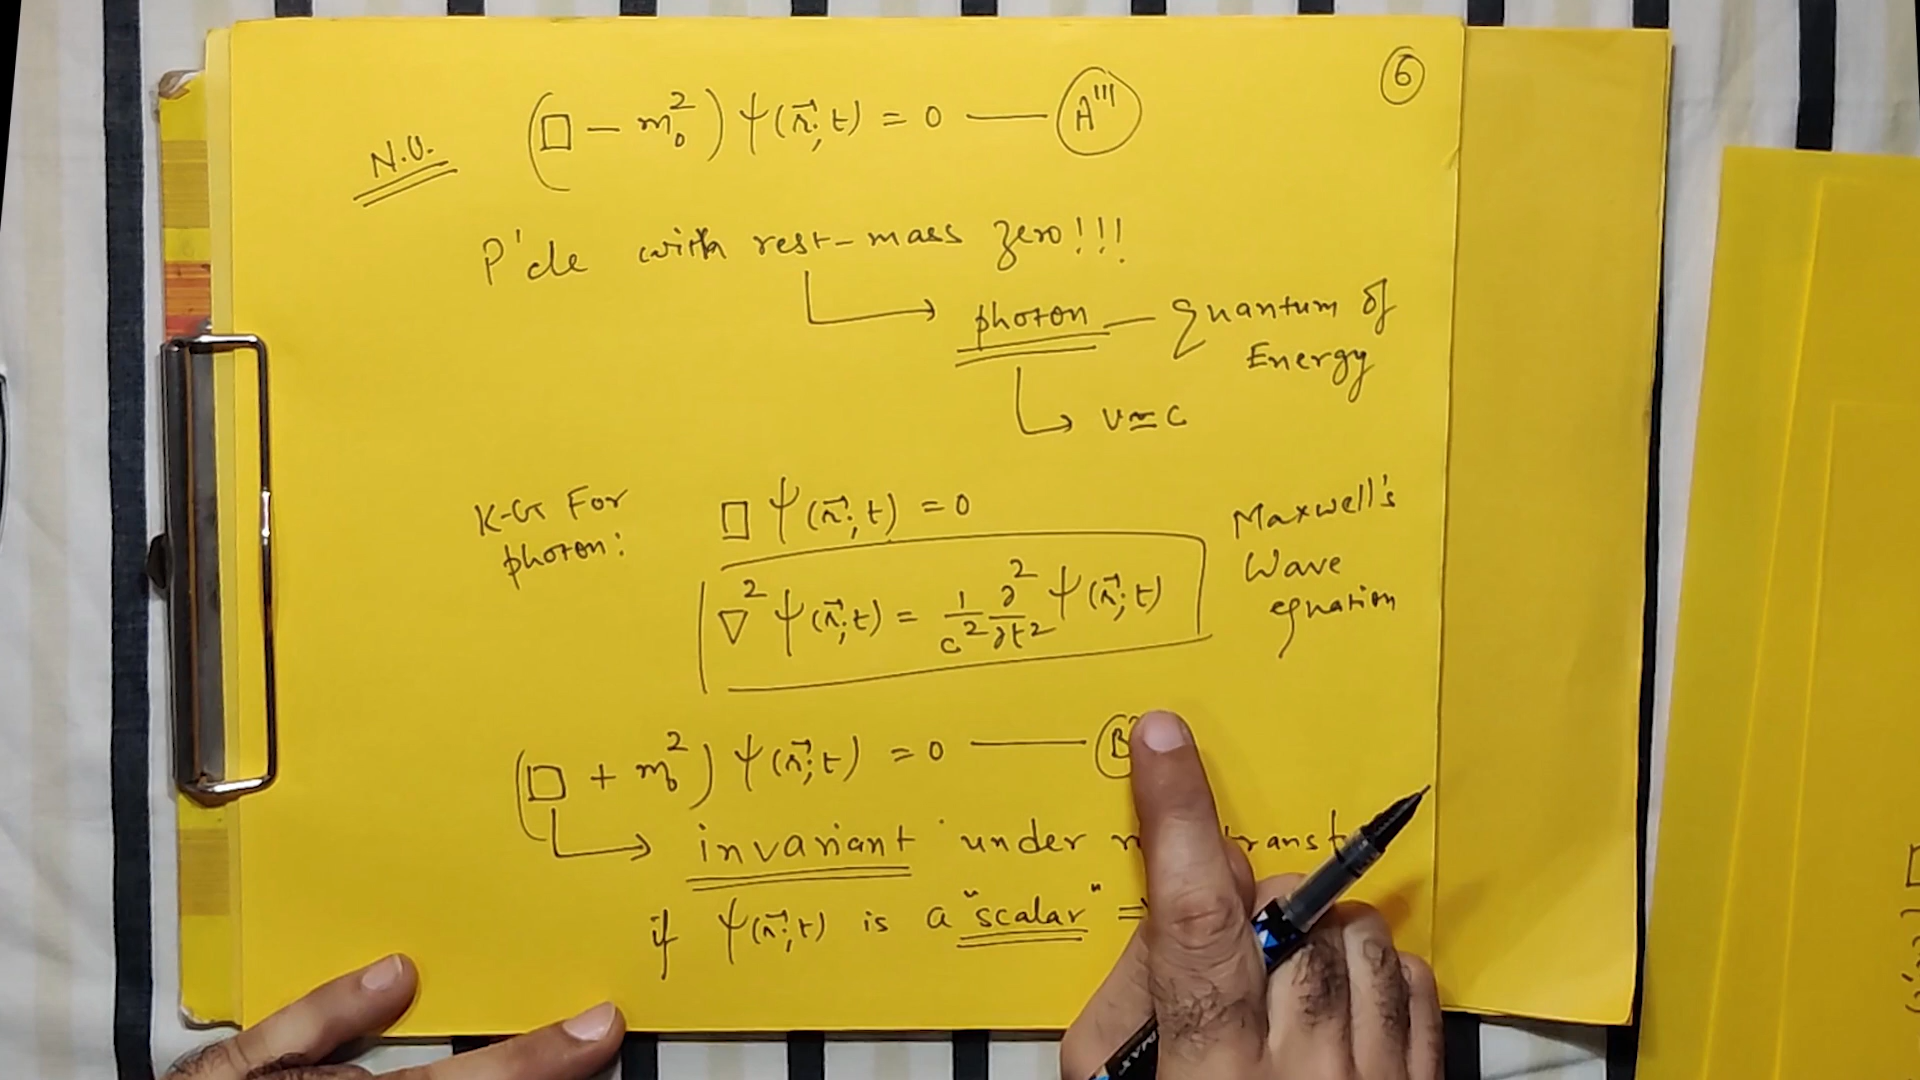 6
N.U. (□ − m₀²) ψ(r⃗; t) = 0 — A'''
P'cle with rest-mass zero!!!
photon — Quantum of
Energy
v ≃ c
K-G For
photon:
□ ψ(r⃗; t) = 0
∇² ψ(r⃗; t) = 1/c² ∂²/∂t² ψ(r⃗; t)
Maxwell's
Wave
equation
(□ + m₀²) ψ(r⃗; t) = 0 — B
invariant under
if ψ(r⃗; t) is a "scalar" ⇒